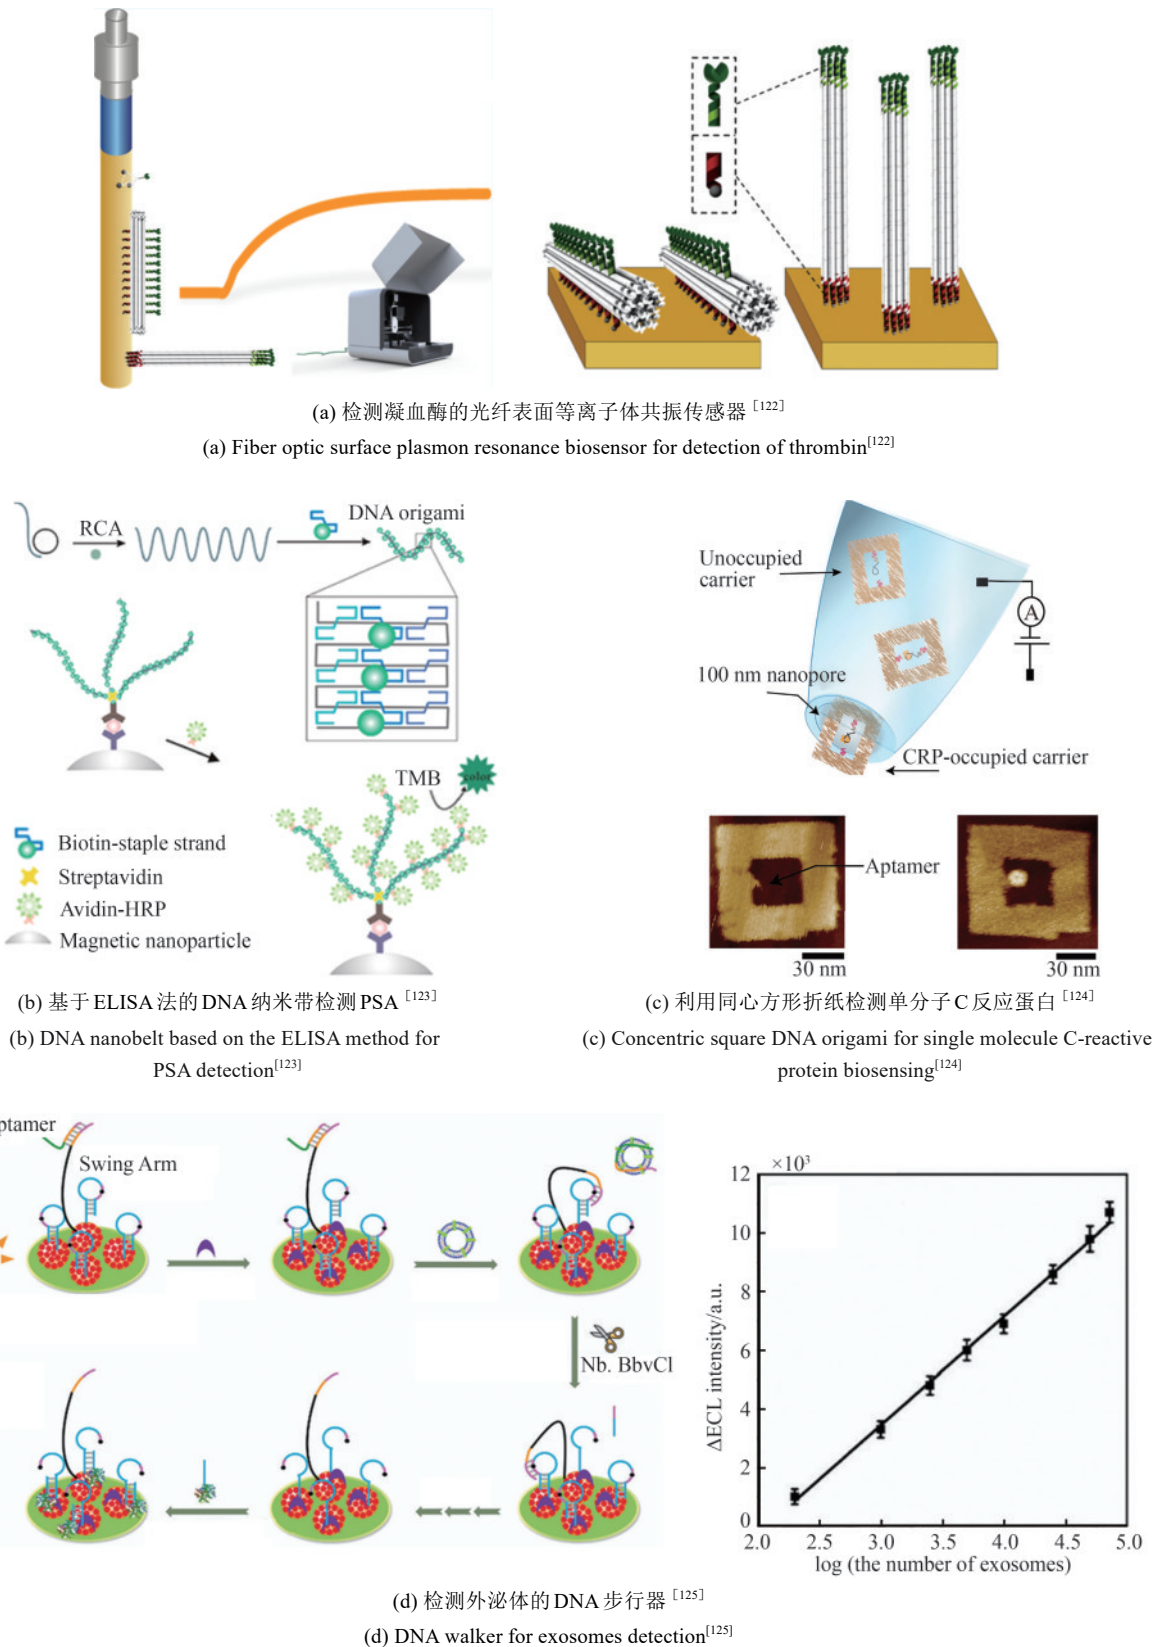 (a) 检测凝血酶的光纤表面等离子体共振传感器[122]
(a) Fiber optic surface plasmon resonance biosensor for detection of thrombin[122]
RCA
DNA origami
TMB
color
Biotin-staple strand
Streptavidin
Avidin-HRP
Magnetic nanoparticle
(b) 基于ELISA法的DNA纳米带检测PSA[123]
(b) DNA nanobelt based on the ELISA method for
PSA detection[123]
Unoccupied
carrier
A
100 nm nanopore
CRP-occupied carrier
Aptamer
30 nm
30 nm
(c) 利用同心方形折纸检测单分子C反应蛋白[124]
(c) Concentric square DNA origami for single molecule C-reactive
protein biosensing[124]
ptamer
Swing Arm
Nb. BbvCl
×10³
12
10
8
6
4
2
0
ΔECL intensity/a.u.
2.0 2.5 3.0 3.5 4.0 4.5 5.0
log (the number of exosomes)
(d) 检测外泌体的DNA步行器[125]
(d) DNA walker for exosomes detection[125]